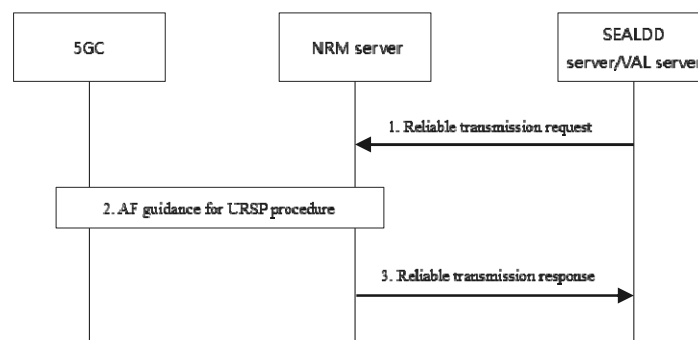 5GC
NRM server
SEALDD
server/VAL server
1. Reliable transmission request
2. AF guidance for URSP procedure
3. Reliable transmission response